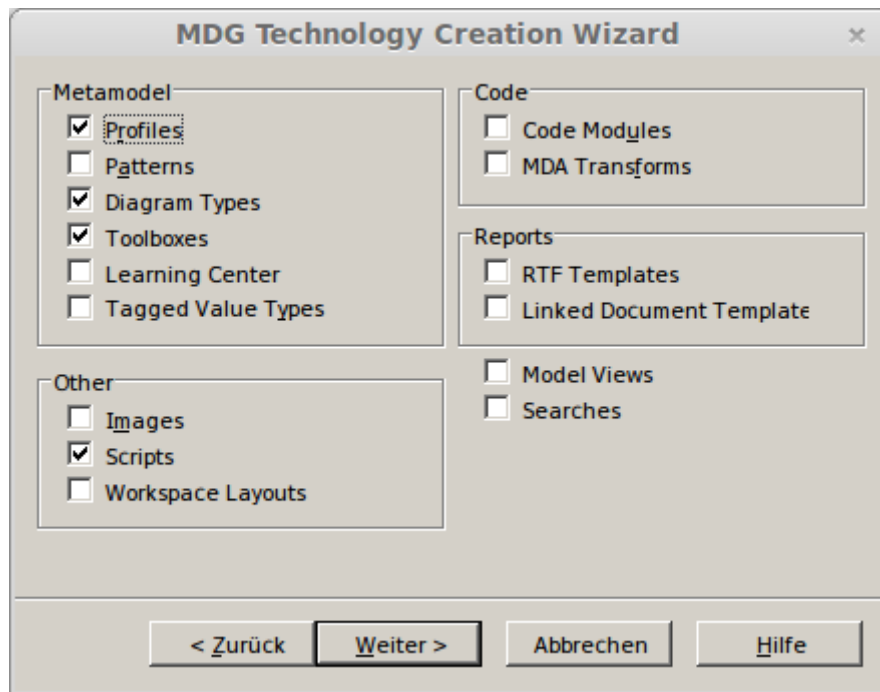 MDG Technology Creation Wizard
Metamodel
Profiles
Patterns
Diagram Types
Toolboxes
Learning Center
Tagged Value Types
Code
Code Modules
MDA Transforms
Reports
RTF Templates
Linked Document Template
Other
Images
Scripts
Workspace Layouts
Model Views
Searches
< Zurück Weiter > Abbrechen Hilfe